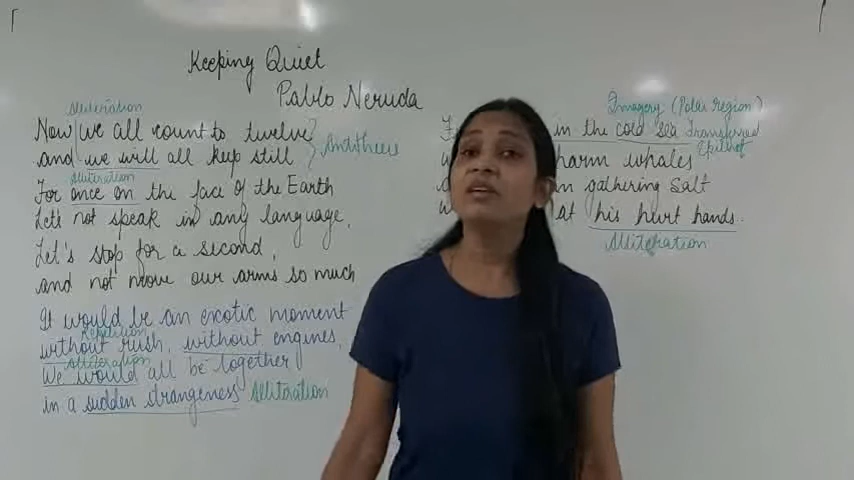 Keeping Quiet
Pablo Neruda
Alliteration
Now we all count to twelve
and we will all keep still
Antithesis
Alliteration
For once on the face of the Earth
Let's not speak in any language,
Let's stop for a second,
and not move our arms so much
It would be an exotic moment
Repetition
without rush, without engines,
Alliteration
We would all be together
in a sudden strangeness Alliteration
Imagery (Polar region)
in the cold sea Transferred
Epithet
harm whales
gathering salt
at his hurt hands.
Alliteration